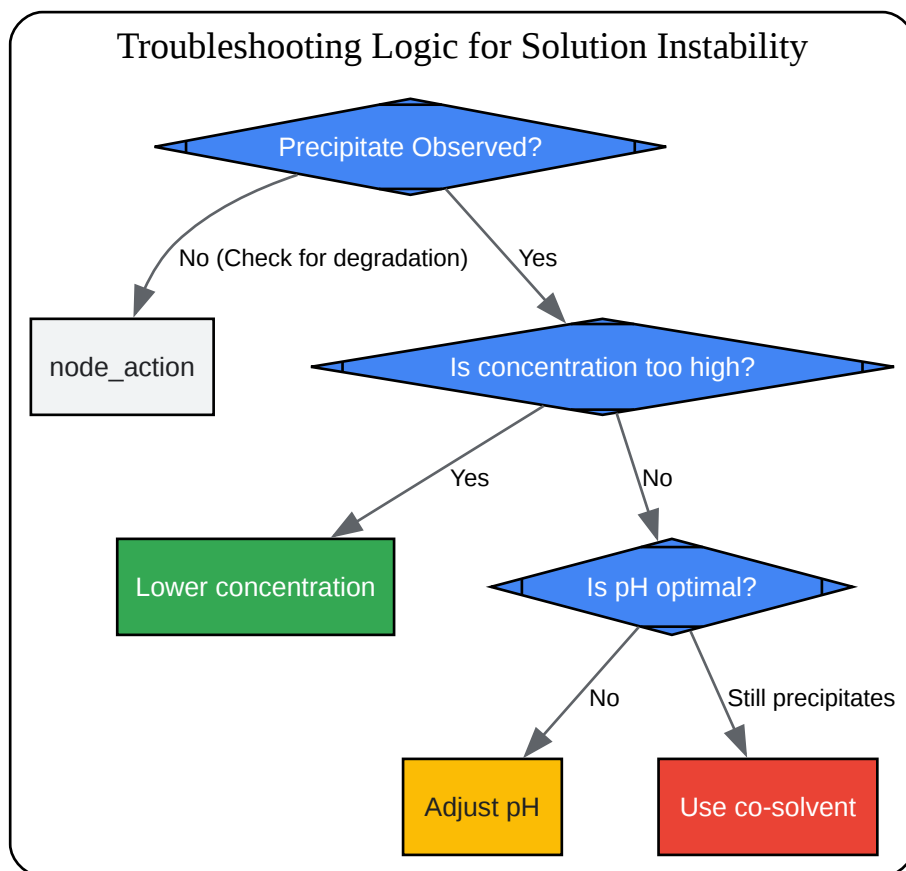 Troubleshooting Logic for Solution Instability
Precipitate Observed?
No (Check for degradation)
Yes
node_action
Is concentration too high?
Yes
No
Lower concentration
Is pH optimal?
No
Still precipitates
Adjust pH
Use co-solvent